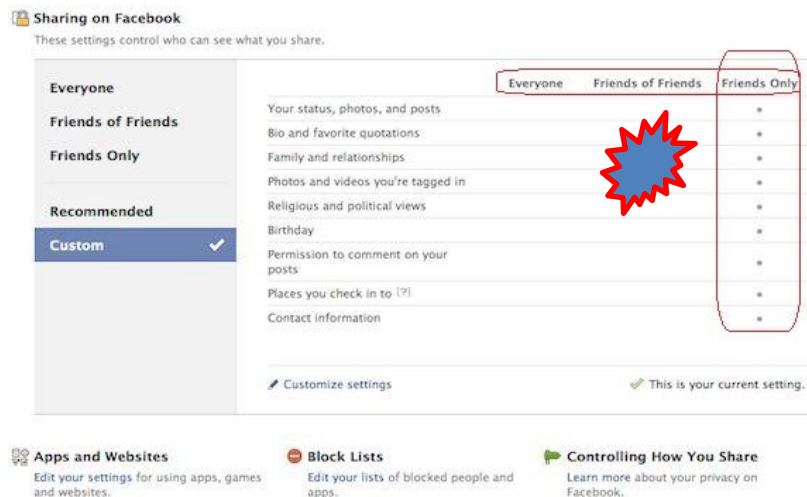 Sharing on Facebook
These settings control who can see what you share.
Everyone
Friends of Friends
Friends Only
Recommended
Custom
Everyone Friends of Friends Friends Only
Your status, photos, and posts
Bio and favorite quotations
Family and relationships
Photos and videos you're tagged in
Religious and political views
Birthday
Permission to comment on your
posts
Places you check in to [?]
Contact information
Customize settings
This is your current setting.
Apps and Websites
Edit your settings for using apps, games
and websites.
Block Lists
Edit your lists of blocked people and
apps.
Controlling How You Share
Learn more about your privacy on
Facebook.